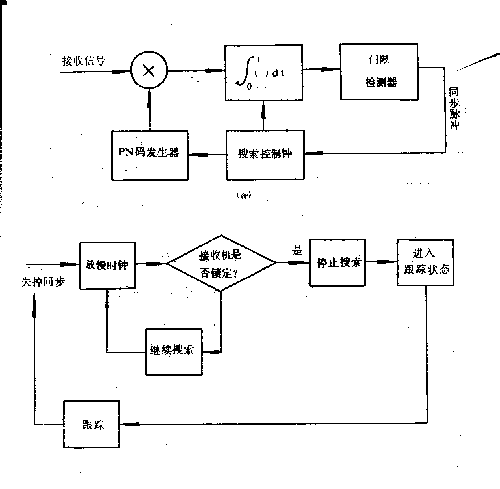 接收信号
×
∫ ( ) dt
0
门限
检测器
同步脉冲
PN码发生器
搜索控制钟
(a)
放慢时钟
接收机是
否锁定?
是
停止搜索
进入
跟踪状态
失掉同步
继续搜索
跟踪